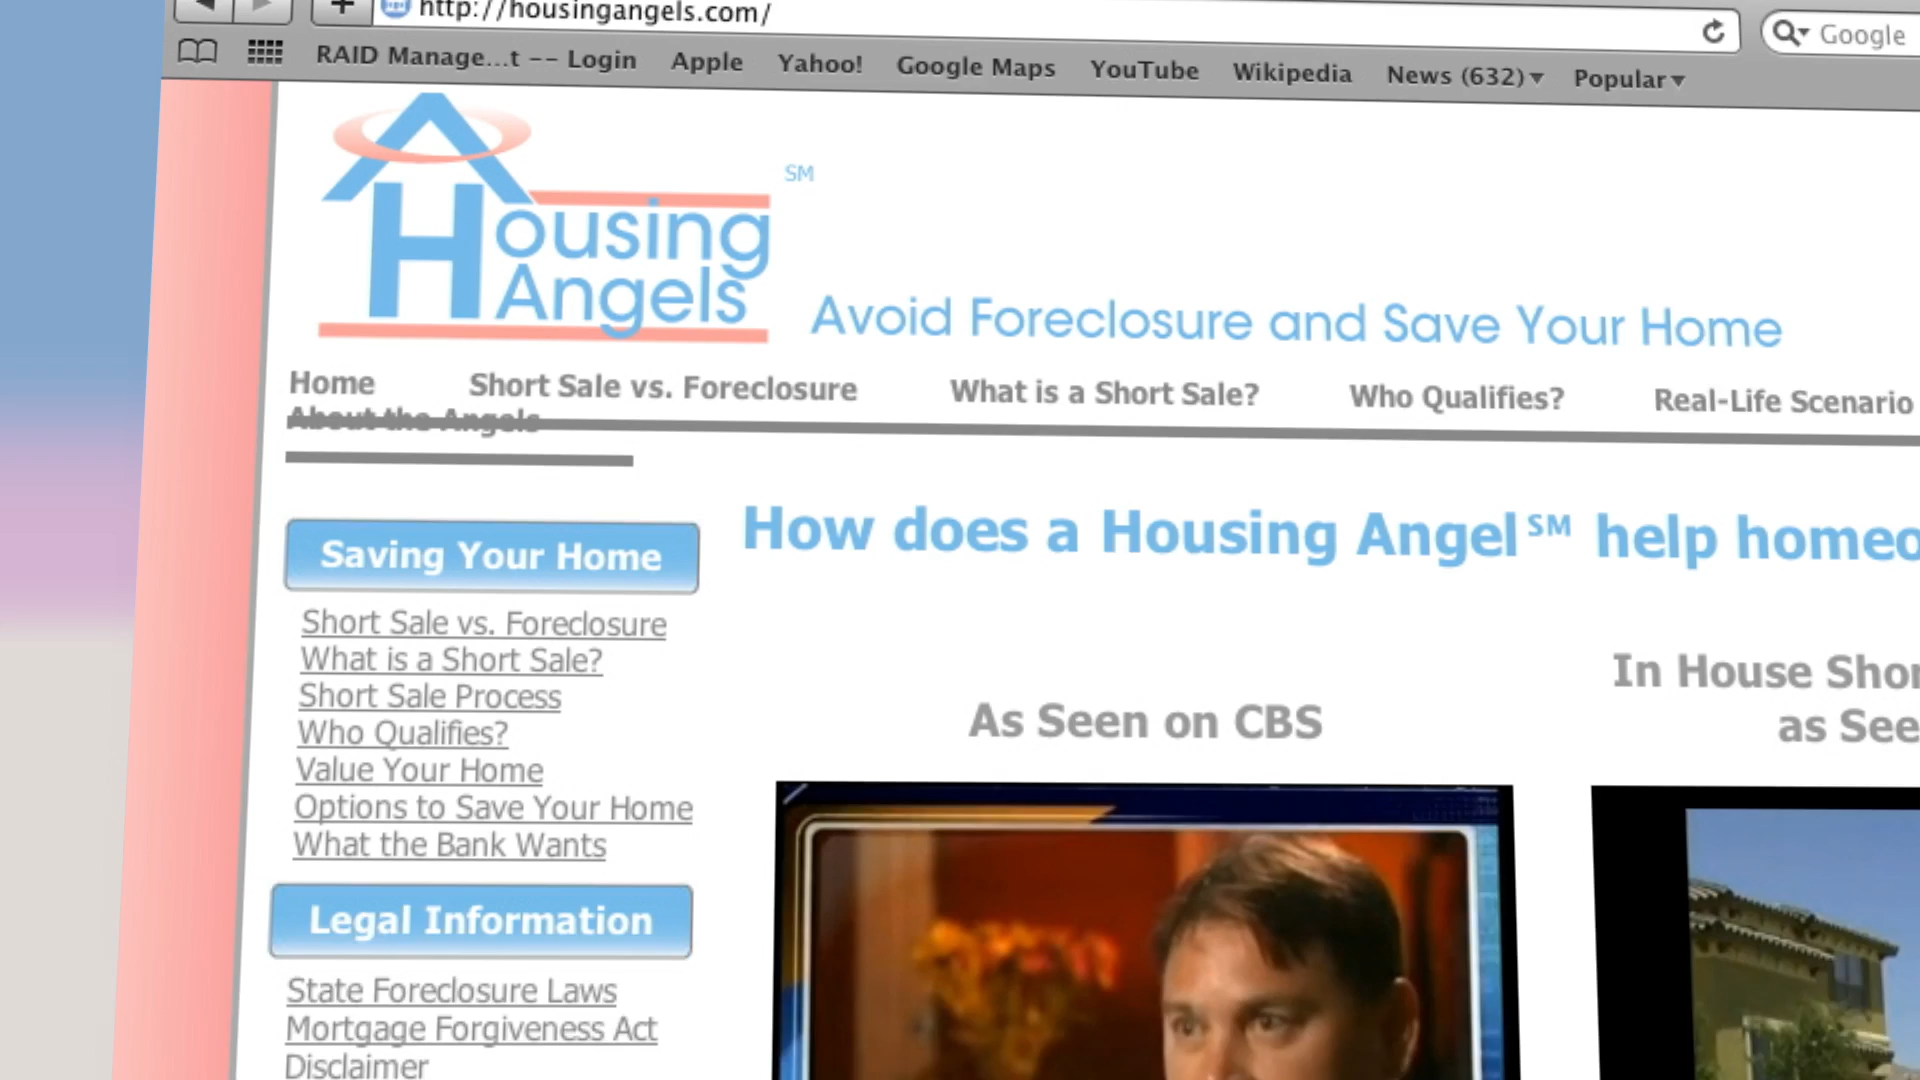 http://housingangels.com/
Google
RAID Manage...t -- Login Apple Yahoo! Google Maps YouTube Wikipedia News (632) Popular
Housing
Angels
SM
Avoid Foreclosure and Save Your Home
Home Short Sale vs. Foreclosure What is a Short Sale? Who Qualifies? Real-Life Scenario
About the Angels
How does a Housing Angel SM help homeo
Saving Your Home
Short Sale vs. Foreclosure
What is a Short Sale?
Short Sale Process
Who Qualifies?
Value Your Home
Options to Save Your Home
What the Bank Wants
As Seen on CBS
In House Shor
as See
Legal Information
State Foreclosure Laws
Mortgage Forgiveness Act
Disclaimer